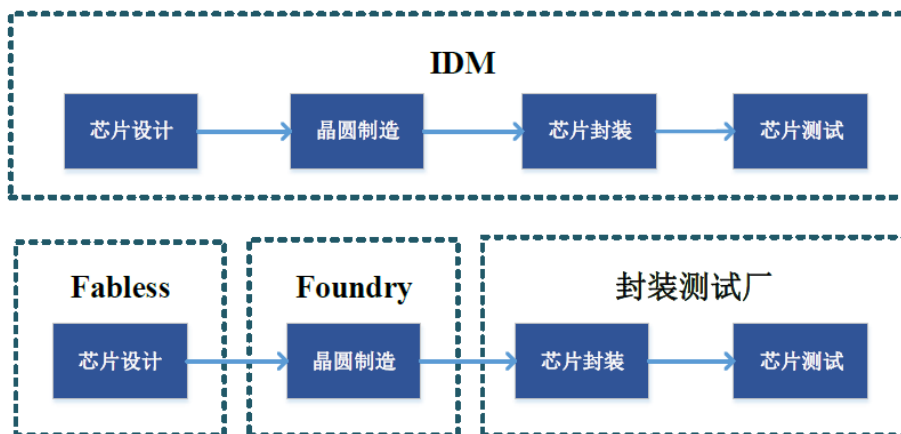 IDM
芯片设计
晶圆制造
芯片封装
芯片测试
Fabless
Foundry
封装测试厂
芯片设计
晶圆制造
芯片封装
芯片测试